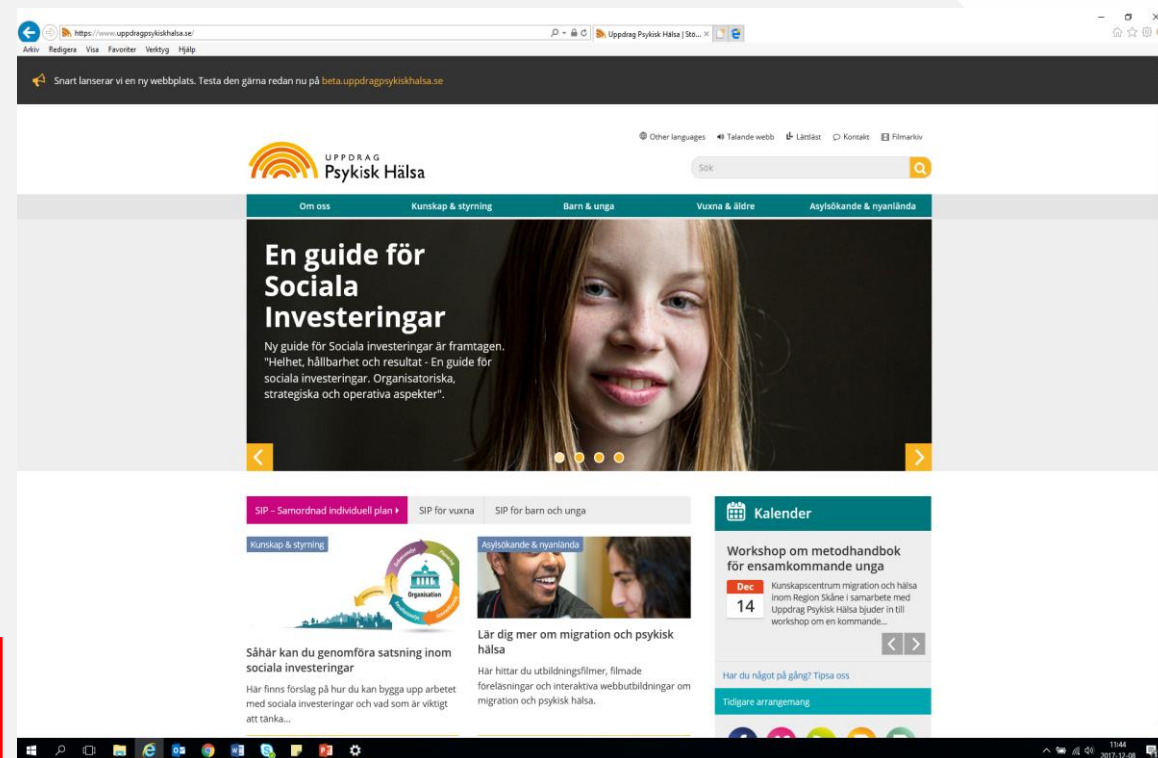 https://www.uppdragpsykiskhalsa.se/
Uppdrag Psykisk Hälsa | Stö...
Arkiv Redigera Visa Favoriter Verktyg Hjälp
Snart lanserar vi en ny webbplats. Testa den gärna redan nu på beta.uppdragpsykiskhalsa.se
Other languages Talande webb Lättläst Kontakt Filmarkiv
UPPDRAG
Psykisk Hälsa
Sök
Om oss Kunskap & styrning Barn & unga Vuxna & äldre Asylsökande & nyanlända
En guide för
Sociala
Investeringar
Ny guide för Sociala investeringar är framtagen.
"Helhet, hållbarhet och resultat - En guide för
sociala investeringar. Organisatoriska,
strategiska och operativa aspekter".
SIP – Samordnad individuell plan SIP för vuxna SIP för barn och unga
Kunskap & styrning
Organisation
Såhär kan du genomföra satsning inom
sociala investeringar
Här finns förslag på hur du kan bygga upp arbetet
med sociala investeringar och vad som är viktigt
att tänka...
Asylsökande & nyanlända
Lär dig mer om migration och psykisk
hälsa
Här hittar du utbildningsfilmer, filmade
föreläsningar och interaktiva webbutbildningar om
migration och psykisk hälsa.
Kalender
Workshop om metodhandbok
för ensamkommande unga
Dec
14
Kunskapscentrum migration och hälsa
inom Region Skåne i samarbete med
Uppdrag Psykisk Hälsa bjuder in till
workshop om en kommande...
Har du något på gång? Tipsa oss
Tidigare arrangemang
11:44
2017-12-08